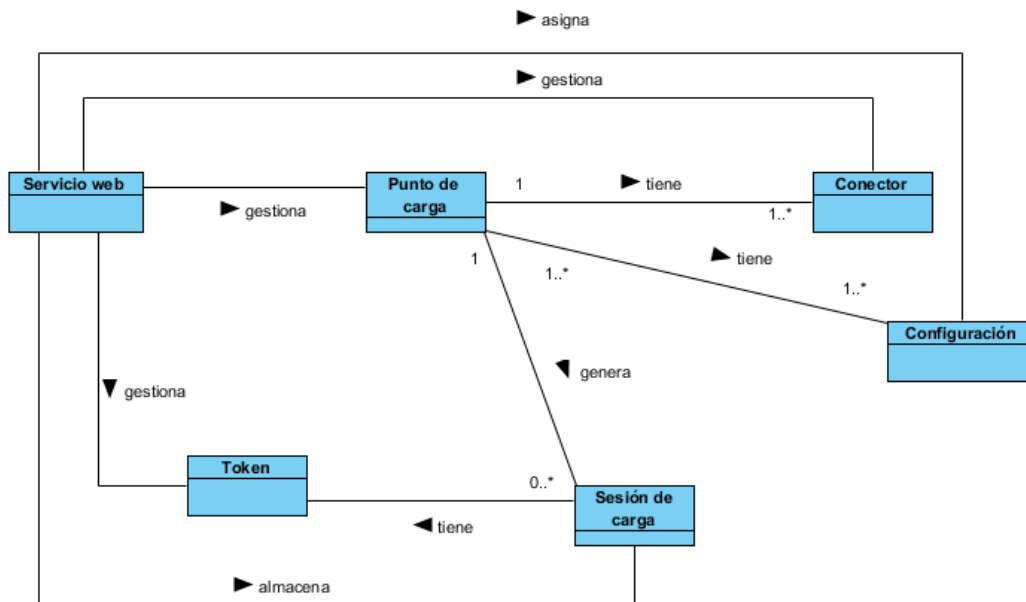 asigna
gestiona
Servicio web
Punto de
carga
1
tiene
Conector
gestiona
1..*
1
1..*
tiene
1..*
Configuración
genera
gestiona
Token
0..*
Sesión de
carga
tiene
almacena